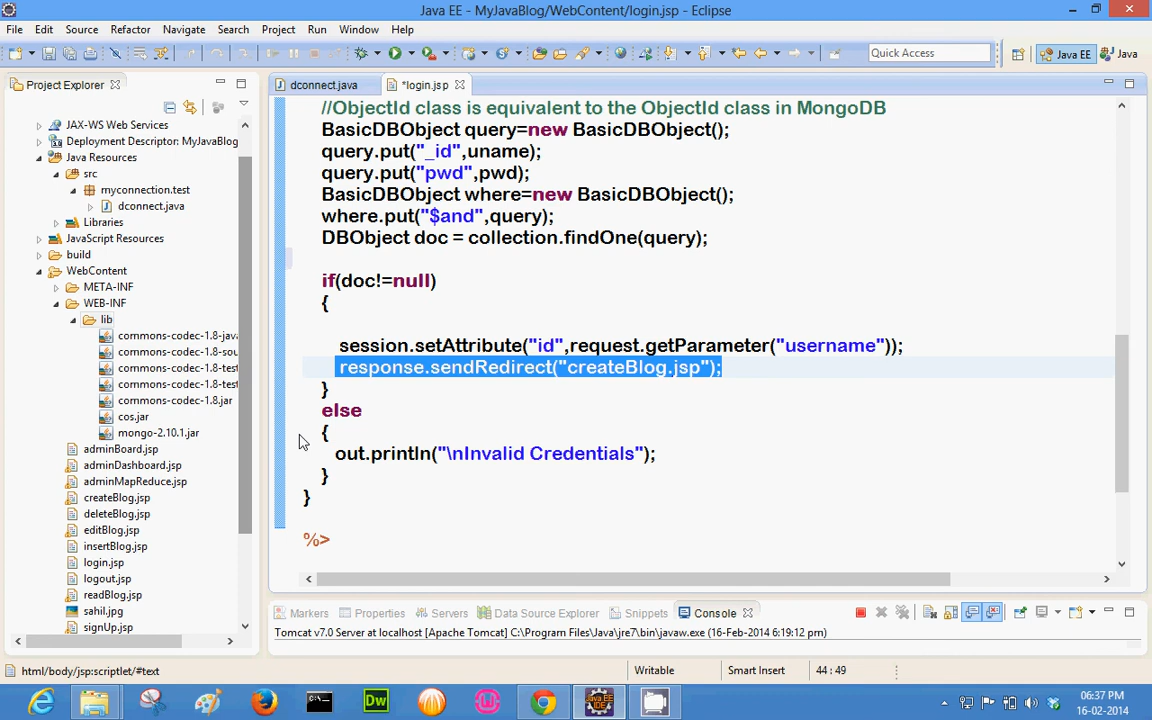 Java EE - MyJavaBlog/WebContent/login.jsp - Eclipse
File Edit Source Refactor Navigate Search Project Run Window Help
Quick Access
Java EE
Java
Project Explorer
dconnect.java
*login.jsp
JAX-WS Web Services
Deployment Descriptor: MyJavaBlog
Java Resources
src
myconnection.test
dconnect.java
Libraries
JavaScript Resources
build
WebContent
META-INF
WEB-INF
lib
commons-codec-1.8-java
commons-codec-1.8-sou
commons-codec-1.8-test
commons-codec-1.8-test
commons-codec-1.8.jar
cos.jar
mongo-2.10.1.jar
adminBoard.jsp
adminDashboard.jsp
adminMapReduce.jsp
createBlog.jsp
deleteBlog.jsp
editBlog.jsp
insertBlog.jsp
login.jsp
logout.jsp
readBlog.jsp
sahil.jpg
signUp.jsp
//ObjectId class is equivalent to the ObjectId class in MongoDB
BasicDBObject query=new BasicDBObject();
query.put("_id",uname);
query.put("pwd",pwd);
BasicDBObject where=new BasicDBObject();
where.put("$and",query);
DBObject doc = collection.findOne(query);
if(doc!=null)
{
session.setAttribute("id",request.getParameter("username"));
response.sendRedirect("createBlog.jsp");
}
else
{
out.println("\nInvalid Credentials");
}
}
%>
Markers Properties Servers Data Source Explorer Snippets Console
Tomcat v7.0 Server at localhost [Apache Tomcat] C:\Program Files\Java\jre7\bin\javaw.exe (16-Feb-2014 6:19:12 pm)
html/body/jsp:scriptlet/#text
Writable
Smart Insert
44 : 49
Dw
Java EE
IDE
06:37 PM
16-02-2014